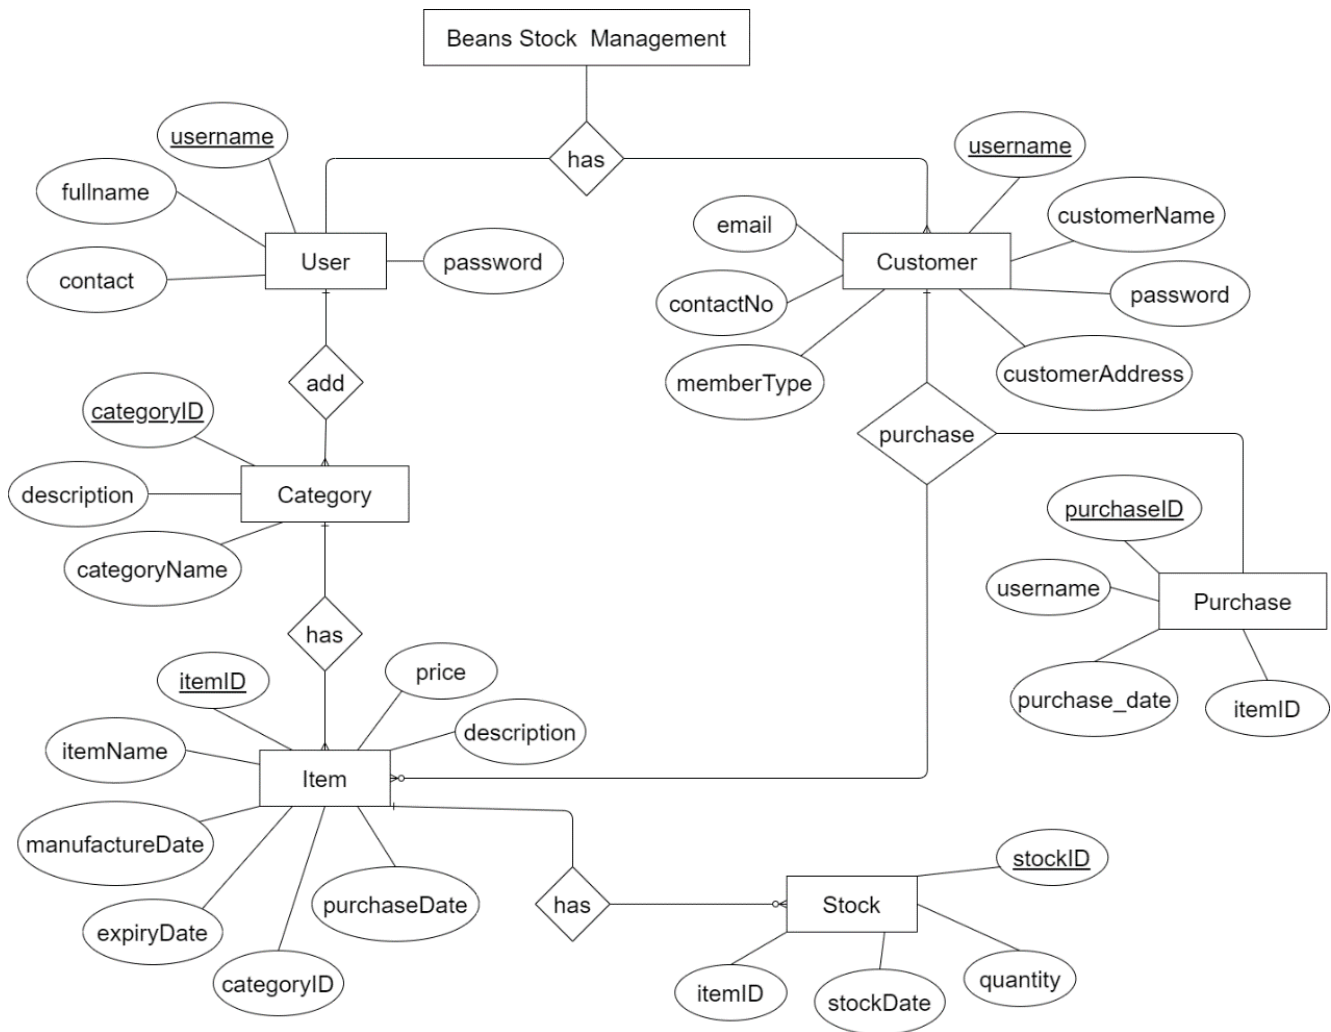 Beans Stock Management
has
username
fullname
contact
User
password
username
customerName
email
Customer
contactNo
password
memberType
customerAddress
add
categoryID
description
Category
categoryName
purchase
purchaseID
username
Purchase
purchase_date
itemID
has
itemID
price
itemName
description
Item
manufactureDate
expiryDate
categoryID
purchaseDate
has
stockID
Stock
itemID
stockDate
quantity